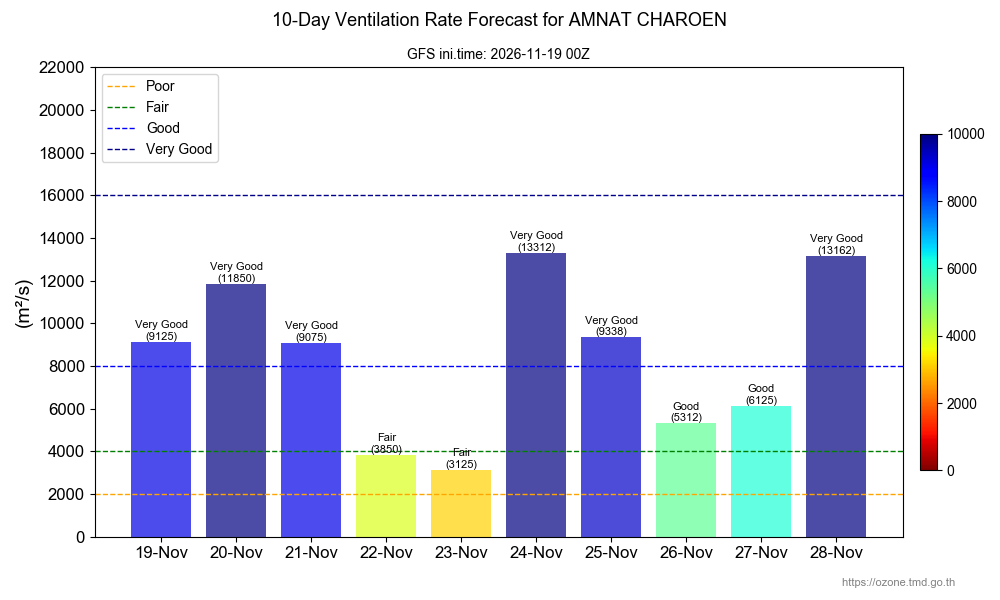 10-Day Ventilation Rate Forecast for AMNAT CHAROEN
GFS ini.time: 2026-11-19 00Z
(m²/s)
22000
20000
18000
16000
14000
12000
10000
8000
6000
4000
2000
0
Poor
Fair
Good
Very Good
Very Good
(9125)
Very Good
(11850)
Very Good
(9075)
Fair
(3850)
Fair
(3125)
Very Good
(13312)
Very Good
(9338)
Good
(5312)
Good
(6125)
Very Good
(13162)
19-Nov
20-Nov
21-Nov
22-Nov
23-Nov
24-Nov
25-Nov
26-Nov
27-Nov
28-Nov
10000
8000
6000
4000
2000
0
https://ozone.tmd.go.th